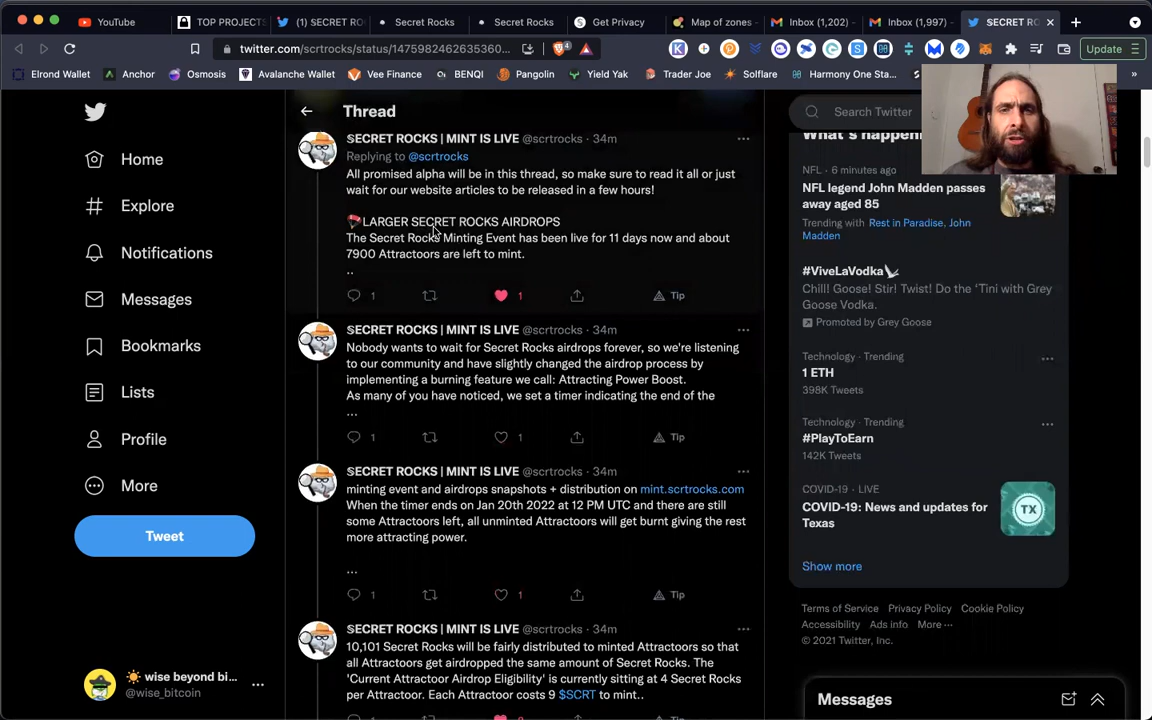 YouTube
TOP PROJECTS
(1) SECRET RO
Secret Rocks
Secret Rocks
Get Privacy
Map of zones
Inbox (1,202)
Inbox (1,997)
SECRET RO
twitter.com/scrtrocks/status/1475982462635360...
4
Update
Elrond Wallet
Anchor
Osmosis
Avalanche Wallet
Vee Finance
BENQI
Pangolin
Yield Yak
Trader Joe
Solflare
Harmony One Sta...
Home
Explore
Notifications
Messages
Bookmarks
Lists
Profile
More
Tweet
wise beyond bi...
@wise_bitcoin
Thread
SECRET ROCKS | MINT IS LIVE @scrtrocks · 34m
Replying to @scrtrocks
All promised alpha will be in this thread, so make sure to read it all or just
wait for our website articles to be released in a few hours!
LARGER SECRET ROCKS AIRDROPS
The Secret Rocks Minting Event has been live for 11 days now and about
7900 Attractoors are left to mint.
..
1
1
Tip
SECRET ROCKS | MINT IS LIVE @scrtrocks · 34m
Nobody wants to wait for Secret Rocks airdrops forever, so we're listening
to our community and have slightly changed the airdrop process by
implementing a burning feature we call: Attracting Power Boost.
As many of you have noticed, we set a timer indicating the end of the
...
1
1
Tip
SECRET ROCKS | MINT IS LIVE @scrtrocks · 34m
minting event and airdrops snapshots + distribution on mint.scrtrocks.com
When the timer ends on Jan 20th 2022 at 12 PM UTC and there are still
some Attractoors left, all unminted Attractoors will get burnt giving the rest
more attracting power.
...
1
1
Tip
SECRET ROCKS | MINT IS LIVE @scrtrocks · 34m
10,101 Secret Rocks will be fairly distributed to minted Attractoors so that
all Attractoors get airdropped the same amount of Secret Rocks. The
'Current Attractoor Airdrop Eligibility' is currently sitting at 4 Secret Rocks
per Attractoor. Each Attractoor costs 9 $SCRT to mint..
Search Twitter
What's happen
NFL · 6 minutes ago
NFL legend John Madden passes
away aged 85
Trending with Rest in Paradise, John
Madden
#ViveLaVodka
Chill! Goose! Stir! Twist! Do the 'Tini with Grey
Goose Vodka.
Promoted by Grey Goose
Technology · Trending
1 ETH
398K Tweets
Technology · Trending
#PlayToEarn
142K Tweets
COVID-19 · LIVE
COVID-19: News and updates for
Texas
TX
Show more
Terms of Service Privacy Policy Cookie Policy
Accessibility Ads info More ···
© 2021 Twitter, Inc.
Messages